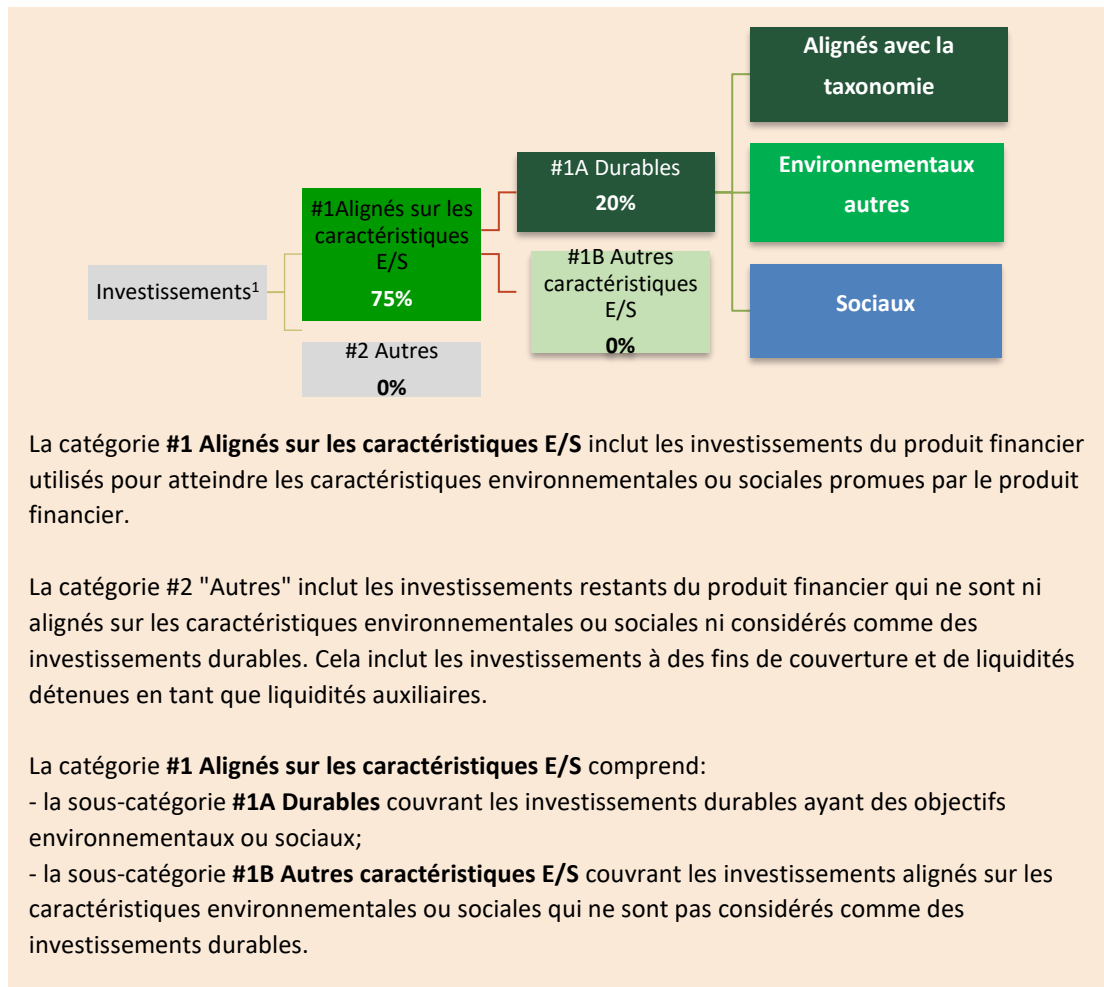 Alignés avec la
taxonomie
#1A Durables
20%
Environnementaux
autres
#1Alignés sur les
caractéristiques
E/S
75%
#1B Autres
caractéristiques
E/S
0%
Investissements¹
Sociaux
#2 Autres
0%
La catégorie #1 Alignés sur les caractéristiques E/S inclut les investissements du produit financier
utilisés pour atteindre les caractéristiques environnementales ou sociales promues par le produit
financier.
La catégorie #2 "Autres" inclut les investissements restants du produit financier qui ne sont ni
alignés sur les caractéristiques environnementales ou sociales ni considérés comme des
investissements durables. Cela inclut les investissements à des fins de couverture et de liquidités
détenues en tant que liquidités auxiliaires.
La catégorie #1 Alignés sur les caractéristiques E/S comprend:
- la sous-catégorie #1A Durables couvrant les investissements durables ayant des objectifs
environnementaux ou sociaux;
- la sous-catégorie #1B Autres caractéristiques E/S couvrant les investissements alignés sur les
caractéristiques environnementales ou sociales qui ne sont pas considérés comme des
investissements durables.